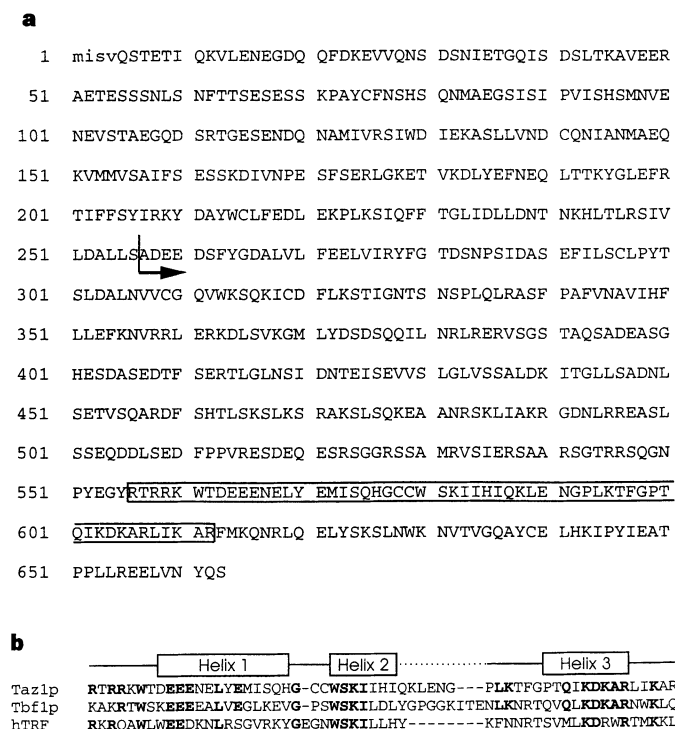 a
1 misvQSTETI QKVLENEGDQ QFDKEVVQNS DSNIETGQIS DSLTKAVEER
51 AETESSSNLS NFTTSESESS KPAYCFNSHS QNMAEGSISI PVISHSMNVE
101 NEVSTAEGQD SRTGESENDQ NAMIVRSIWD IEKASLLVND CQNIANMAEQ
151 KVMMVSAIFS ESSKDIVNPE SFSERLGKET VKDLYEFNEQ LTTKYGLEFR
201 TIFFSYIRKY DAYWCLFEDL EKPLKSIQFF TGLIDLLDNT NKHLTLRSIV
251 LDALLSADEE DSFYGDALVL FEELVIRYFG TDSNPSIDAS EFILSCLPYT
301 SLDALNVVCG QVWKSQKICD FLKSTIGNTS NSPLQLRASF PAFVNAVIHF
351 LLEFKNVRRL ERKDLSVKGM LYDSDSQQIL NRLRERVSGS TAQSADEASG
401 HESDASEDTF SERTLGLNSI DNTEISEVVS LGLVSSALDK ITGLLSADNL
451 SETVSQARDF SHTLSKSLKS RAKSLSQKEA ANRSKLIAKR GDNLRREASL
501 SSEQDDLSED FPPVRESDEQ ESRSGGRSSA MRVSIERSAA RSGTRRSQGN
551 PYEGYRTRRK WTDEEENELY EMISQHGCCW SKIIHIQKLE NGPLKTFGPT
601 QIKDKARLIK ARFMKQNRLQ ELYSKSLNWK NVTVGQAYCE LHKIPYIEAT
651 PPLLREELVN YQS
b
Helix 1 Helix 2 Helix 3
Taz1p RTRRKWTDEEENELYEMISQHG-CCWSKIIHIQKLENG---PLKTFGPTQIKDKARLIKAR
Tbf1p KAKRTWSKEEEEALVEGLKEVG-PSWSKILDLYGPGGKITENLKNRTQVQLKDKARNWKLQ
hTRF RKRQAWLWEEDKNLRSGVRKYGEGNWSKILLHY-------KFNNRTSVMLKDRWRTMKKL